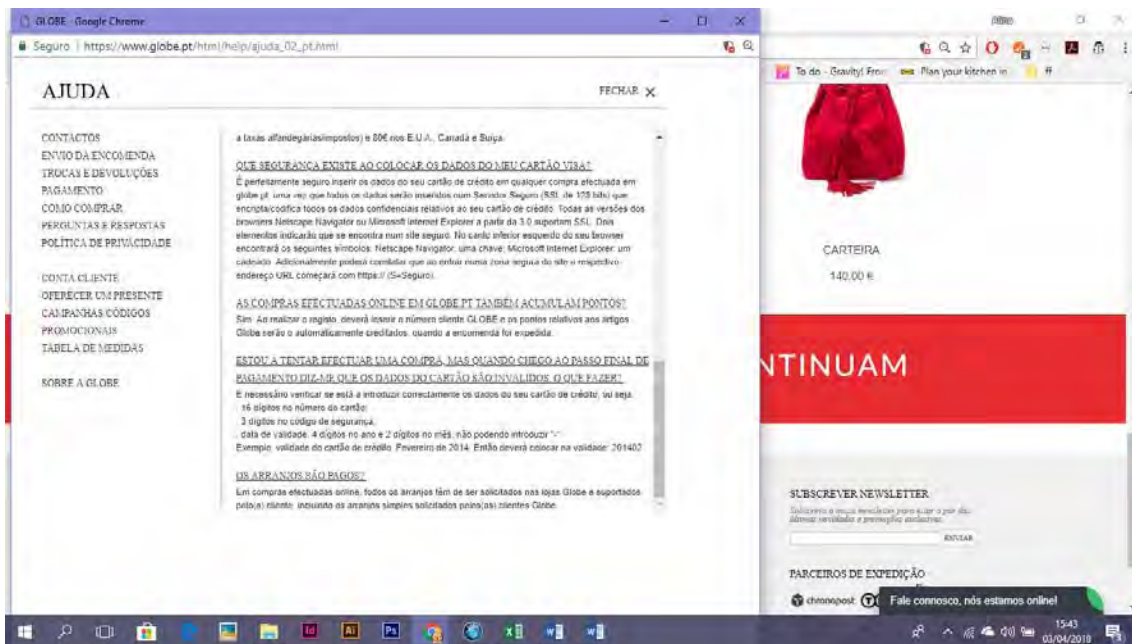 GLOBE - Google Chrome
Seguro | https://www.globe.pt/html/help/ajuda_02_pt.html
AJUDA
FECHAR X
CONTACTOS
ENVIO DA ENCOMENDA
TROCAS E DEVOLUÇÕES
PAGAMENTO
COMO COMPRAR
PERGUNTAS E RESPOSTAS
POLÍTICA DE PRIVACIDADE
CONTA CLIENTE
OFERECER UM PRESENTE
CAMPANHAS CÓDIGOS
PROMOCIONAIS
TABELA DE MEDIDAS
SOBRE A GLOBE
a taxas alfandegárias/impostos) e 80€ nos E.U.A., Canadá e Suiça.
QUE SEGURANÇA EXISTE AO COLOCAR OS DADOS DO MEU CARTÃO VISA?
É perfeitamente seguro inserir os dados do seu cartão de crédito em qualquer compra efectuada em
globe.pt, uma vez que todos os dados serão inseridos num Servidor Seguro (SSL de 128 bits) que
encripta/codifica todos os dados confidenciais relativos ao seu cartão de crédito. Todas as versões dos
browsers Netscape Navigator ou Microsoft Internet Explorer a partir da 3.0 suportam SSL. Dois
elementos indicarão que se encontra num site seguro. No canto inferior esquerdo do seu browser
encontrará os seguintes símbolos: Netscape Navigator, uma chave; Microsoft Internet Explorer, um
cadeado. Adicionalmente poderá constatar que ao entrar numa zona segura do site o respectivo
endereço URL começará com https:// (S=Seguro).
AS COMPRAS EFECTUADAS ONLINE EM GLOBE.PT TAMBÉM ACUMULAM PONTOS?
Sim. Ao realizar o registo, deverá inserir o número cliente GLOBE e os pontos relativos aos artigos
Globe serão o automáticamente creditados, quando a encomenda for expedida.
ESTOU A TENTAR EFECTUAR UMA COMPRA, MAS QUANDO CHEGO AO PASSO FINAL DE
PAGAMENTO DIZ-ME QUE OS DADOS DO CARTÃO SÃO INVÁLIDOS. O QUE FAZER?
É necessário verificar se está a introduzir correctamente os dados do seu cartão de crédito, ou seja:
. 16 dígitos no número do cartão;
. 3 dígitos no código de segurança;
. data de validade: 4 dígitos no ano e 2 dígitos no mês, não podendo introduzir "-".
Exemplo: validade do cartão de crédito: Fevereiro de 2014. Então deverá colocar na validade: 201402
OS ARRANJOS SÃO PAGOS?
Em compras efectuadas online, todos os arranjos têm de ser solicitados nas lojas Globe e suportados
pelo(a) cliente, incluindo os arranjos simples solicitados pelos(as) clientes Globe.
To do - Gravity! From
Plan your kitchen in
ff
CARTEIRA
140.00 €
NTINUAM
SUBSCREVER NEWSLETTER
Subscreva a nossa newsletter para estar a par das
últimas novidades e promoções exclusivas.
ENVIAR
PARCEIROS DE EXPEDIÇÃO
chronopost
Fale connosco, nós estamos online!
Id
Ai
Ps
15:43
03/04/2018